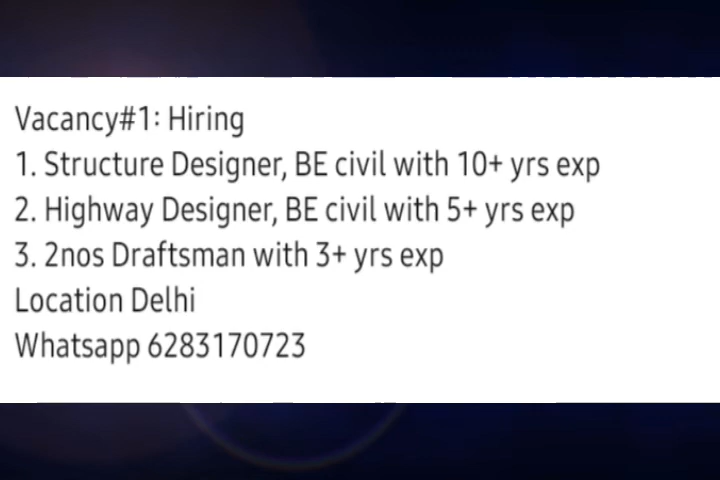 Vacancy#1: Hiring
1. Structure Designer, BE civil with 10+ yrs exp
2. Highway Designer, BE civil with 5+ yrs exp
3. 2nos Draftsman with 3+ yrs exp
Location Delhi
Whatsapp 6283170723